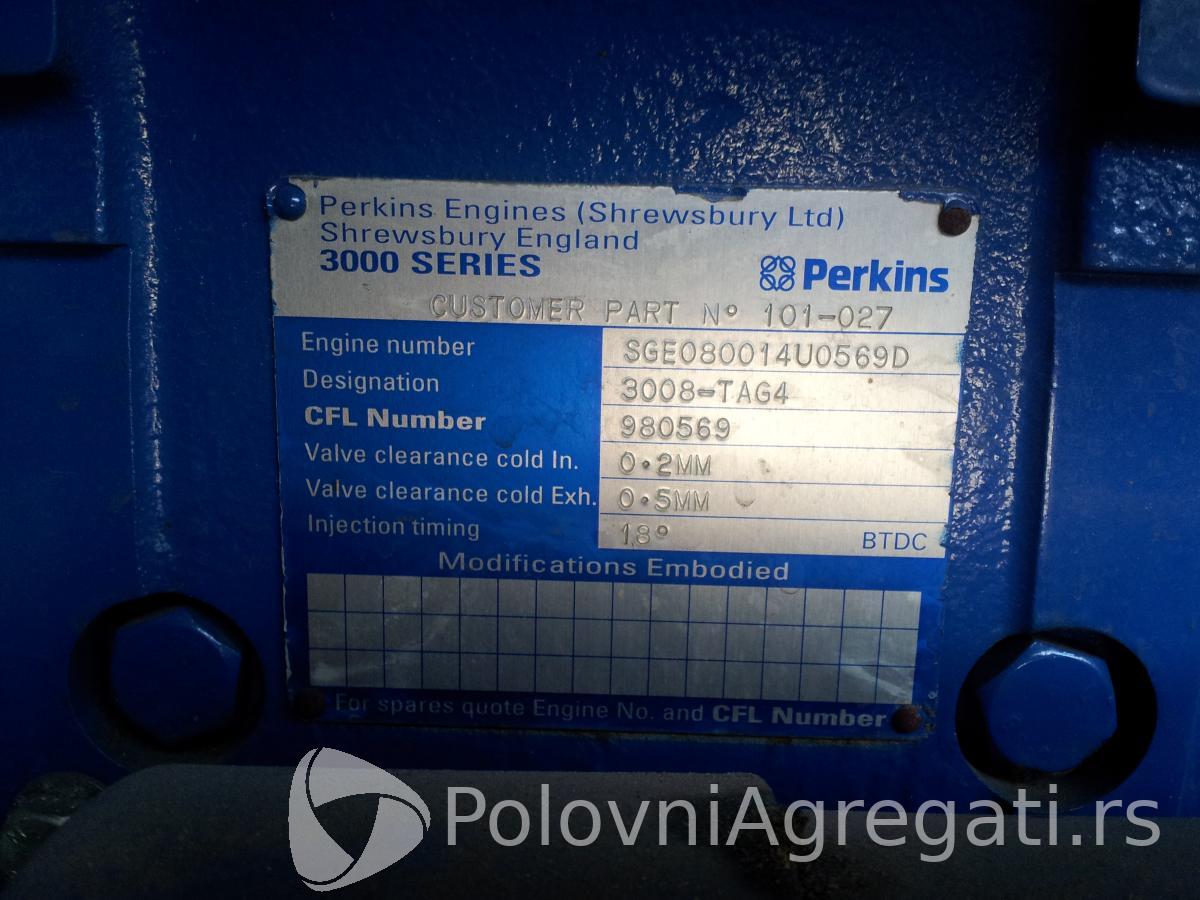 Perkins Engines (Shrewsbury Ltd)
Shrewsbury England
3000 SERIES
Perkins
CUSTOMER PART Nº 101-027
Engine number SGE080014U0569D
Designation 3008-TAG4
CFL Number 980569
Valve clearance cold In. 0.2MM
Valve clearance cold Exh. 0.5MM
Injection timing 18º BTDC
Modifications Embodied
For spares quote Engine No. and CFL Number
PolovniAgregati.rs